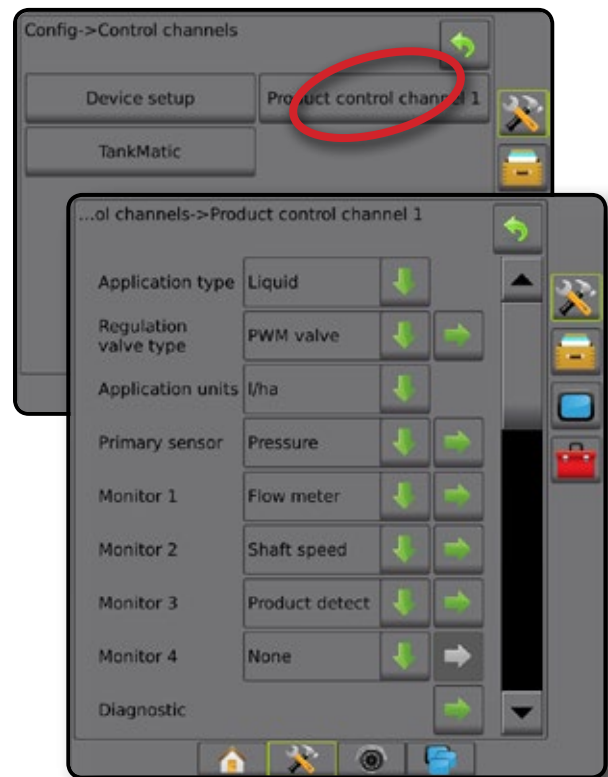 Config->Control channels
Device setup
Product control channel 1
TankMatic
...ol channels->Product control channel 1
Application type Liquid
Regulation
valve type PWM valve
Application units l/ha
Primary sensor Pressure
Monitor 1 Flow meter
Monitor 2 Shaft speed
Monitor 3 Product detect
Monitor 4 None
Diagnostic